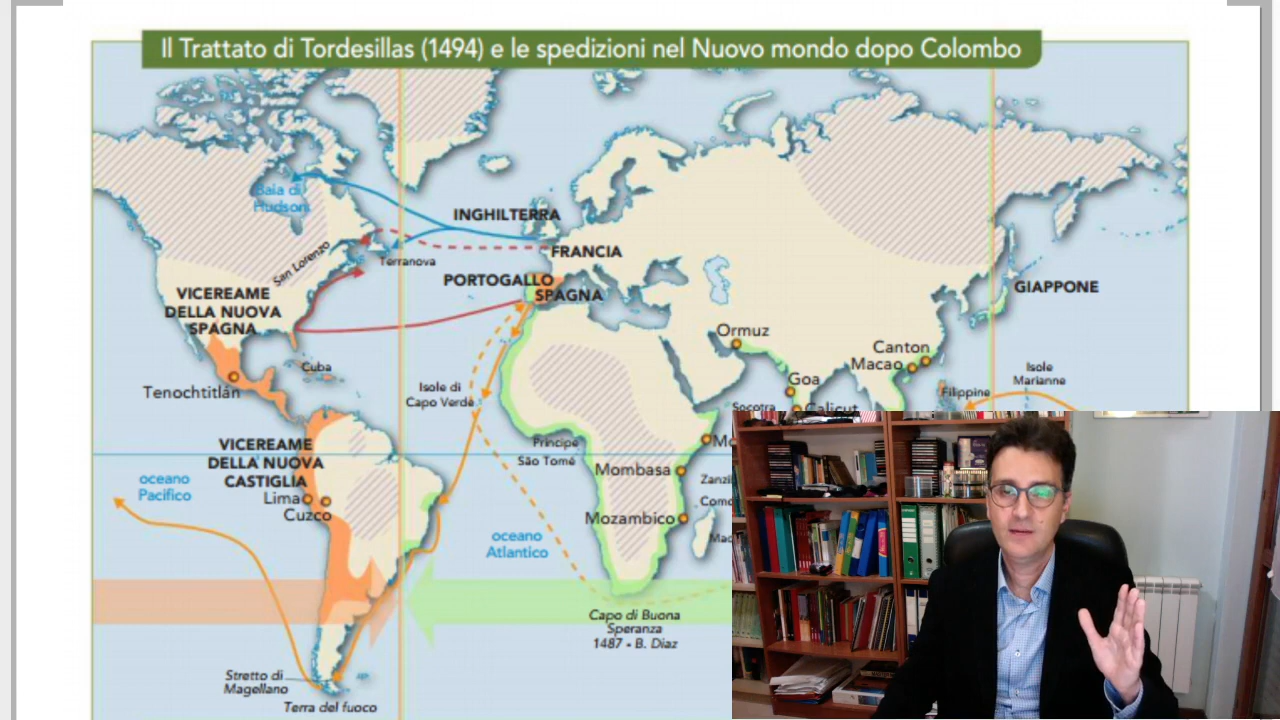 Il Trattato di Tordesillas (1494) e le spedizioni nel Nuovo mondo dopo Colombo
Baia di
Hudson
INGHILTERRA
San Lorenzo
Terranova
FRANCIA
PORTOGALLO
SPAGNA
GIAPPONE
VICEREAME
DELLA NUOVA
SPAGNA
Tenochtitlán
Cuba
Isole di
Capo Verde
Ormuz
Goa
Calicut
Socotra
Canton
Macao
Filippine
Isole
Marianne
Principe
São Tomé
VICEREAME
DELLA NUOVA
CASTIGLIA
Lima
Cuzco
oceano
Pacifico
oceano
Atlantico
Mombasa
Mozambico
Capo di Buona
Speranza
1487 - B. Diaz
Stretto di
Magellano
Terra del fuoco